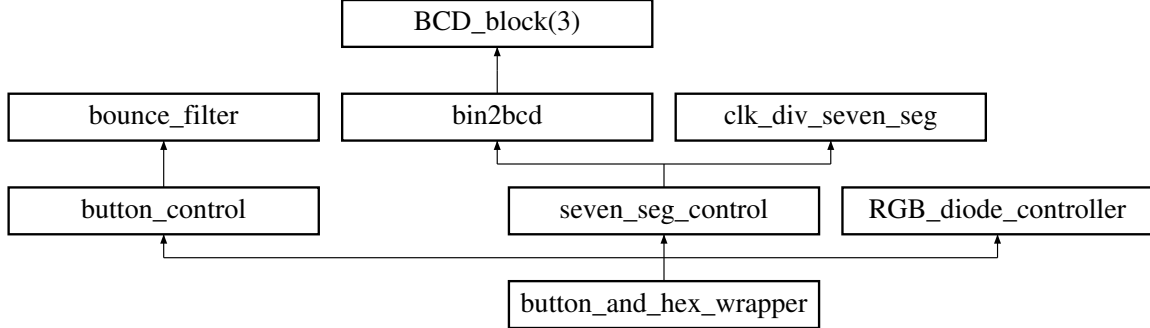 BCD_block(3)
bounce_filter
bin2bcd
clk_div_seven_seg
button_control
seven_seg_control
RGB_diode_controller
button_and_hex_wrapper